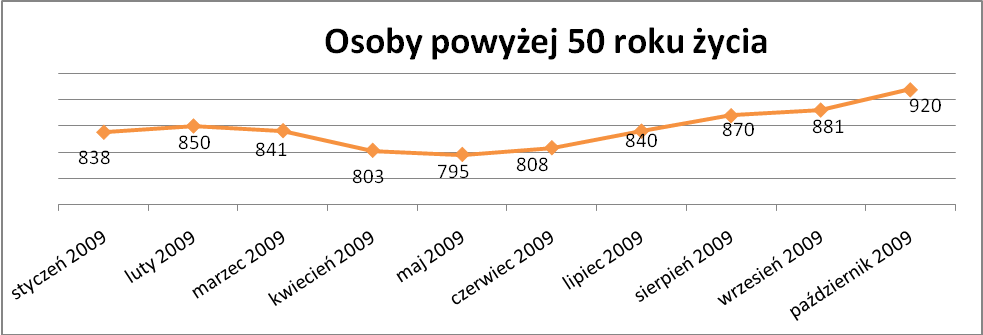 Osoby powyżej 50 roku życia
838
850
841
803
795
808
840
870
881
920
styczeń 2009
luty 2009
marzec 2009
kwiecień 2009
maj 2009
czerwiec 2009
lipiec 2009
sierpień 2009
wrzesień 2009
październik 2009